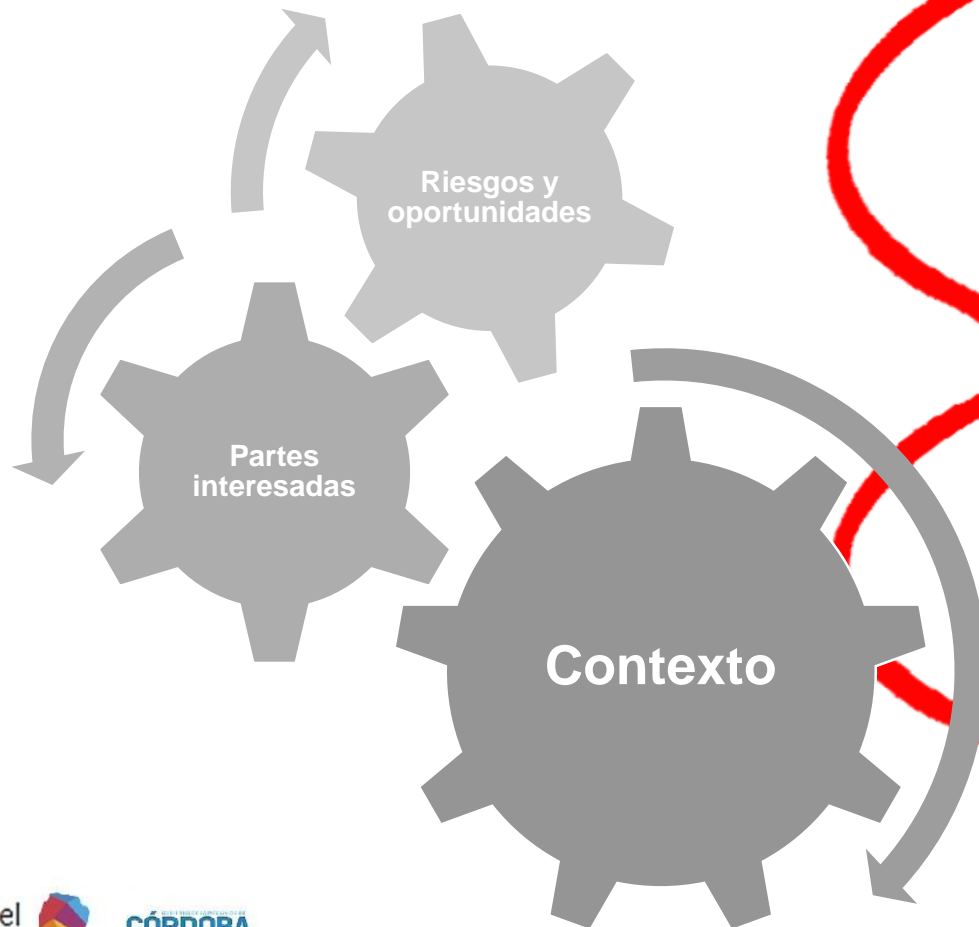 Riesgos y
oportunidades
Partes
interesadas
Contexto
el
CÓRDOBA